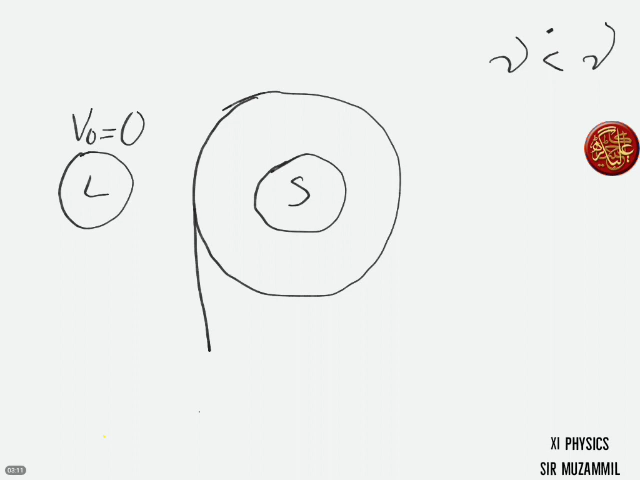 ν' < ν
V₀=0
L
S
XI PHYSICS
SIR MUZAMMIL
03:11